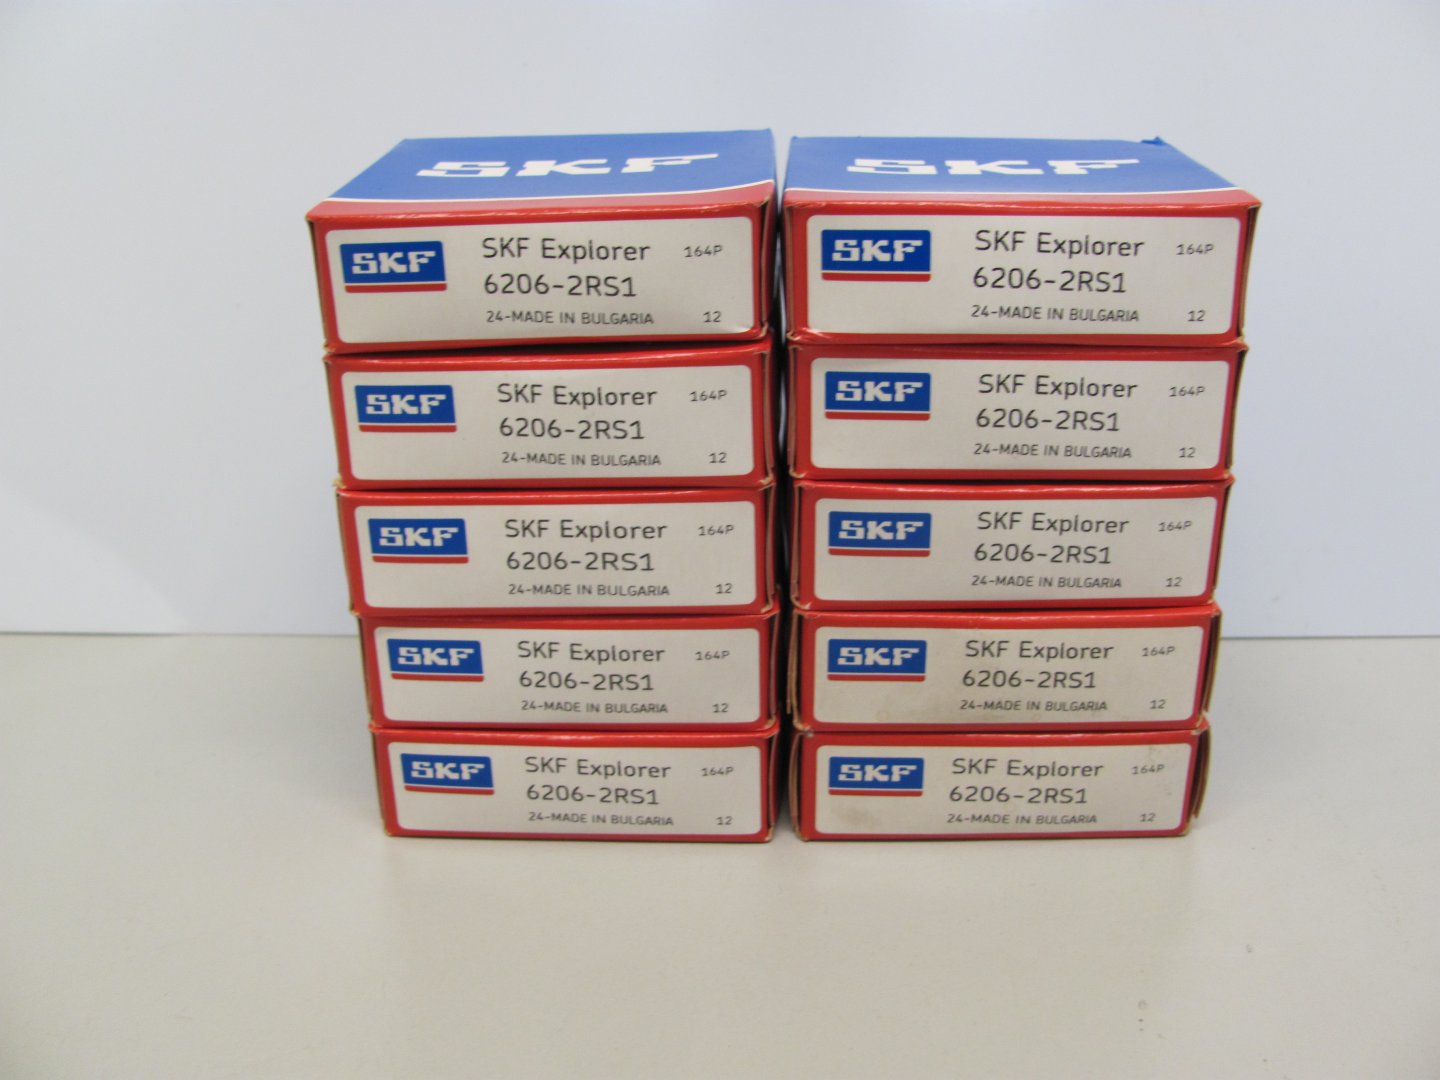 SKF
SKF
SKF
SKF Explorer 164P
6206-2RS1
24-MADE IN BULGARIA 12
SKF
SKF Explorer 164P
6206-2RS1
24-MADE IN BULGARIA 12
SKF
SKF Explorer 164P
6206-2RS1
24-MADE IN BULGARIA 12
SKF
SKF Explorer 164P
6206-2RS1
24-MADE IN BULGARIA 12
SKF
SKF Explorer 164P
6206-2RS1
24-MADE IN BULGARIA 12
SKF
SKF Explorer 164P
6206-2RS1
24-MADE IN BULGARIA 12
SKF
SKF Explorer 164P
6206-2RS1
24-MADE IN BULGARIA 12
SKF
SKF Explorer 164P
6206-2RS1
24-MADE IN BULGARIA 12
SKF
SKF Explorer 164P
6206-2RS1
24-MADE IN BULGARIA 12
SKF
SKF Explorer 164P
6206-2RS1
24-MADE IN BULGARIA 12